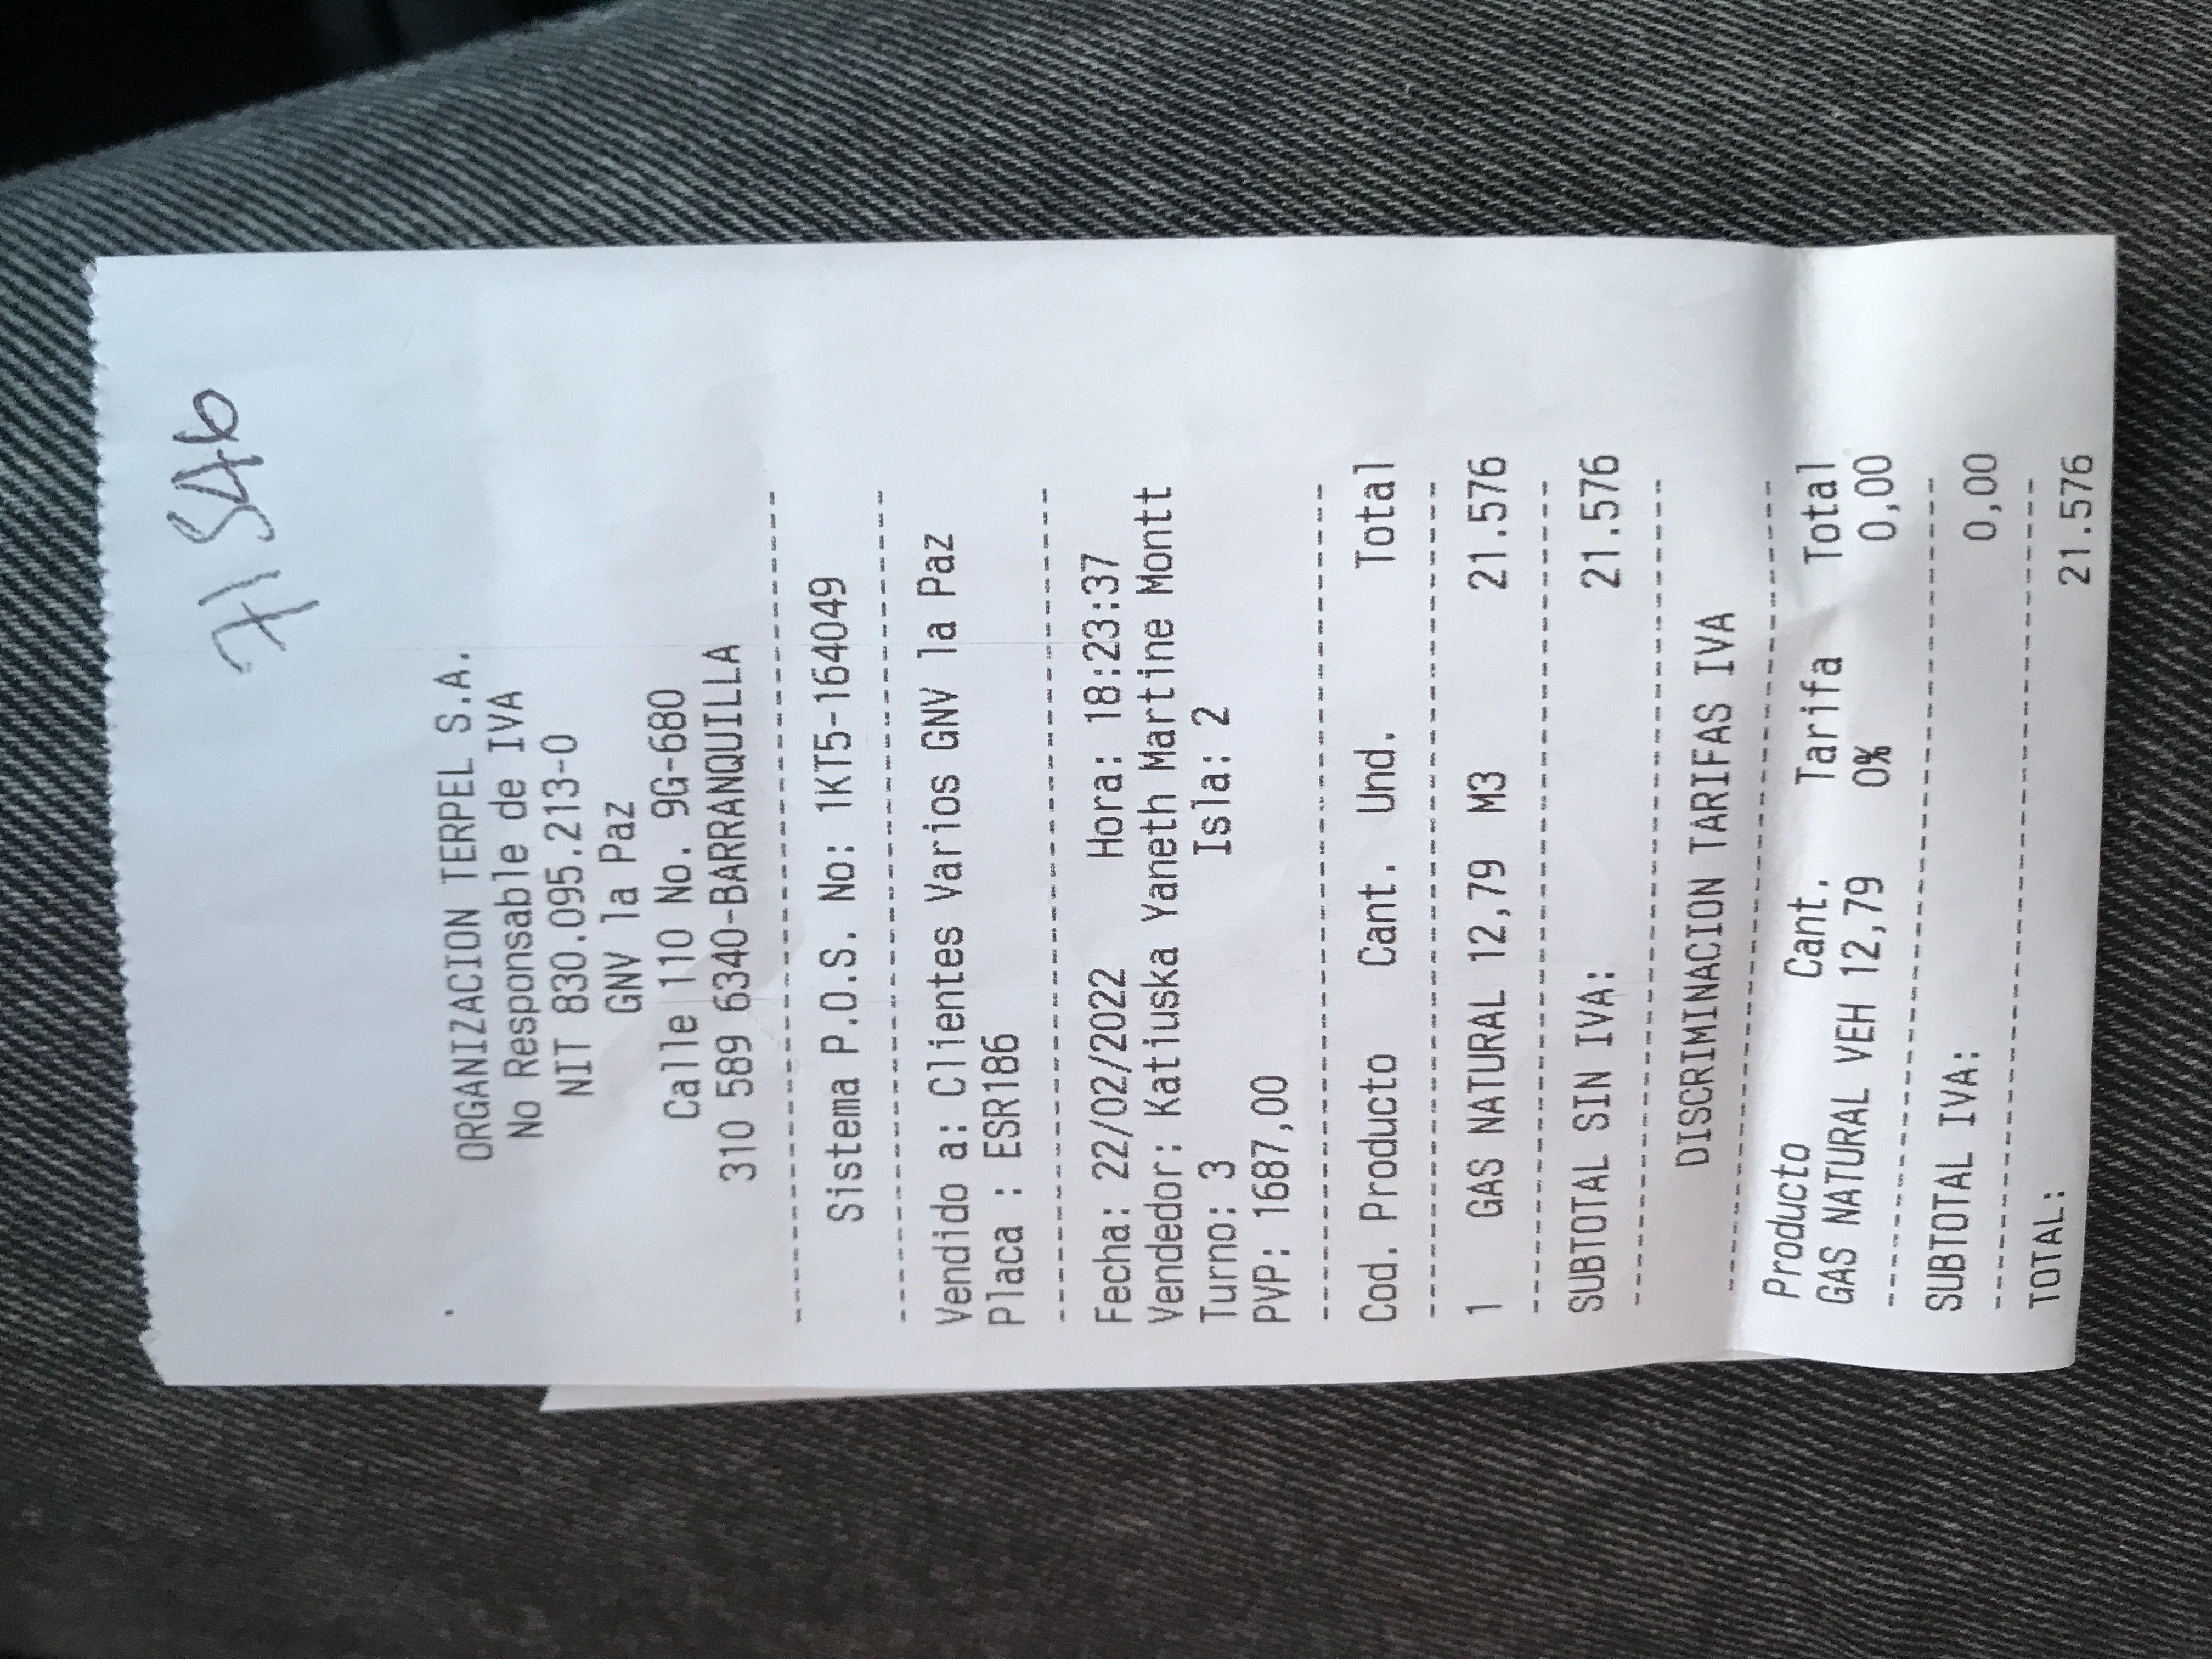 71546
ORGANIZACION TERPEL S.A.
No Responsable de IVA
NIT 830.095.213-0
GNV la Paz
Calle 110 No. 9G-680
310 589 6340-BARRANQUILLA
--------------------------------
Sistema P.O.S. No: 1KT5-164049
--------------------------------
Vendido a: Clientes Varios GNV la Paz
Placa : ESR186
--------------------------------
Fecha: 22/02/2022 Hora: 18:23:37
Vendedor: Katiuska Yaneth Martine Montt
Turno: 3 Isla: 2
PVP: 1687,00
--------------------------------
Cod. Producto Cant. Und. Total
--------------------------------
1 GAS NATURAL 12,79 M3 21.576
--------------------------------
SUBTOTAL SIN IVA: 21.576
--------------------------------
DISCRIMINACION TARIFAS IVA
--------------------------------
Producto Cant. Tarifa Total
GAS NATURAL VEH 12,79 0% 0,00
--------------------------------
SUBTOTAL IVA: 0,00
--------------------------------
TOTAL: 21.576